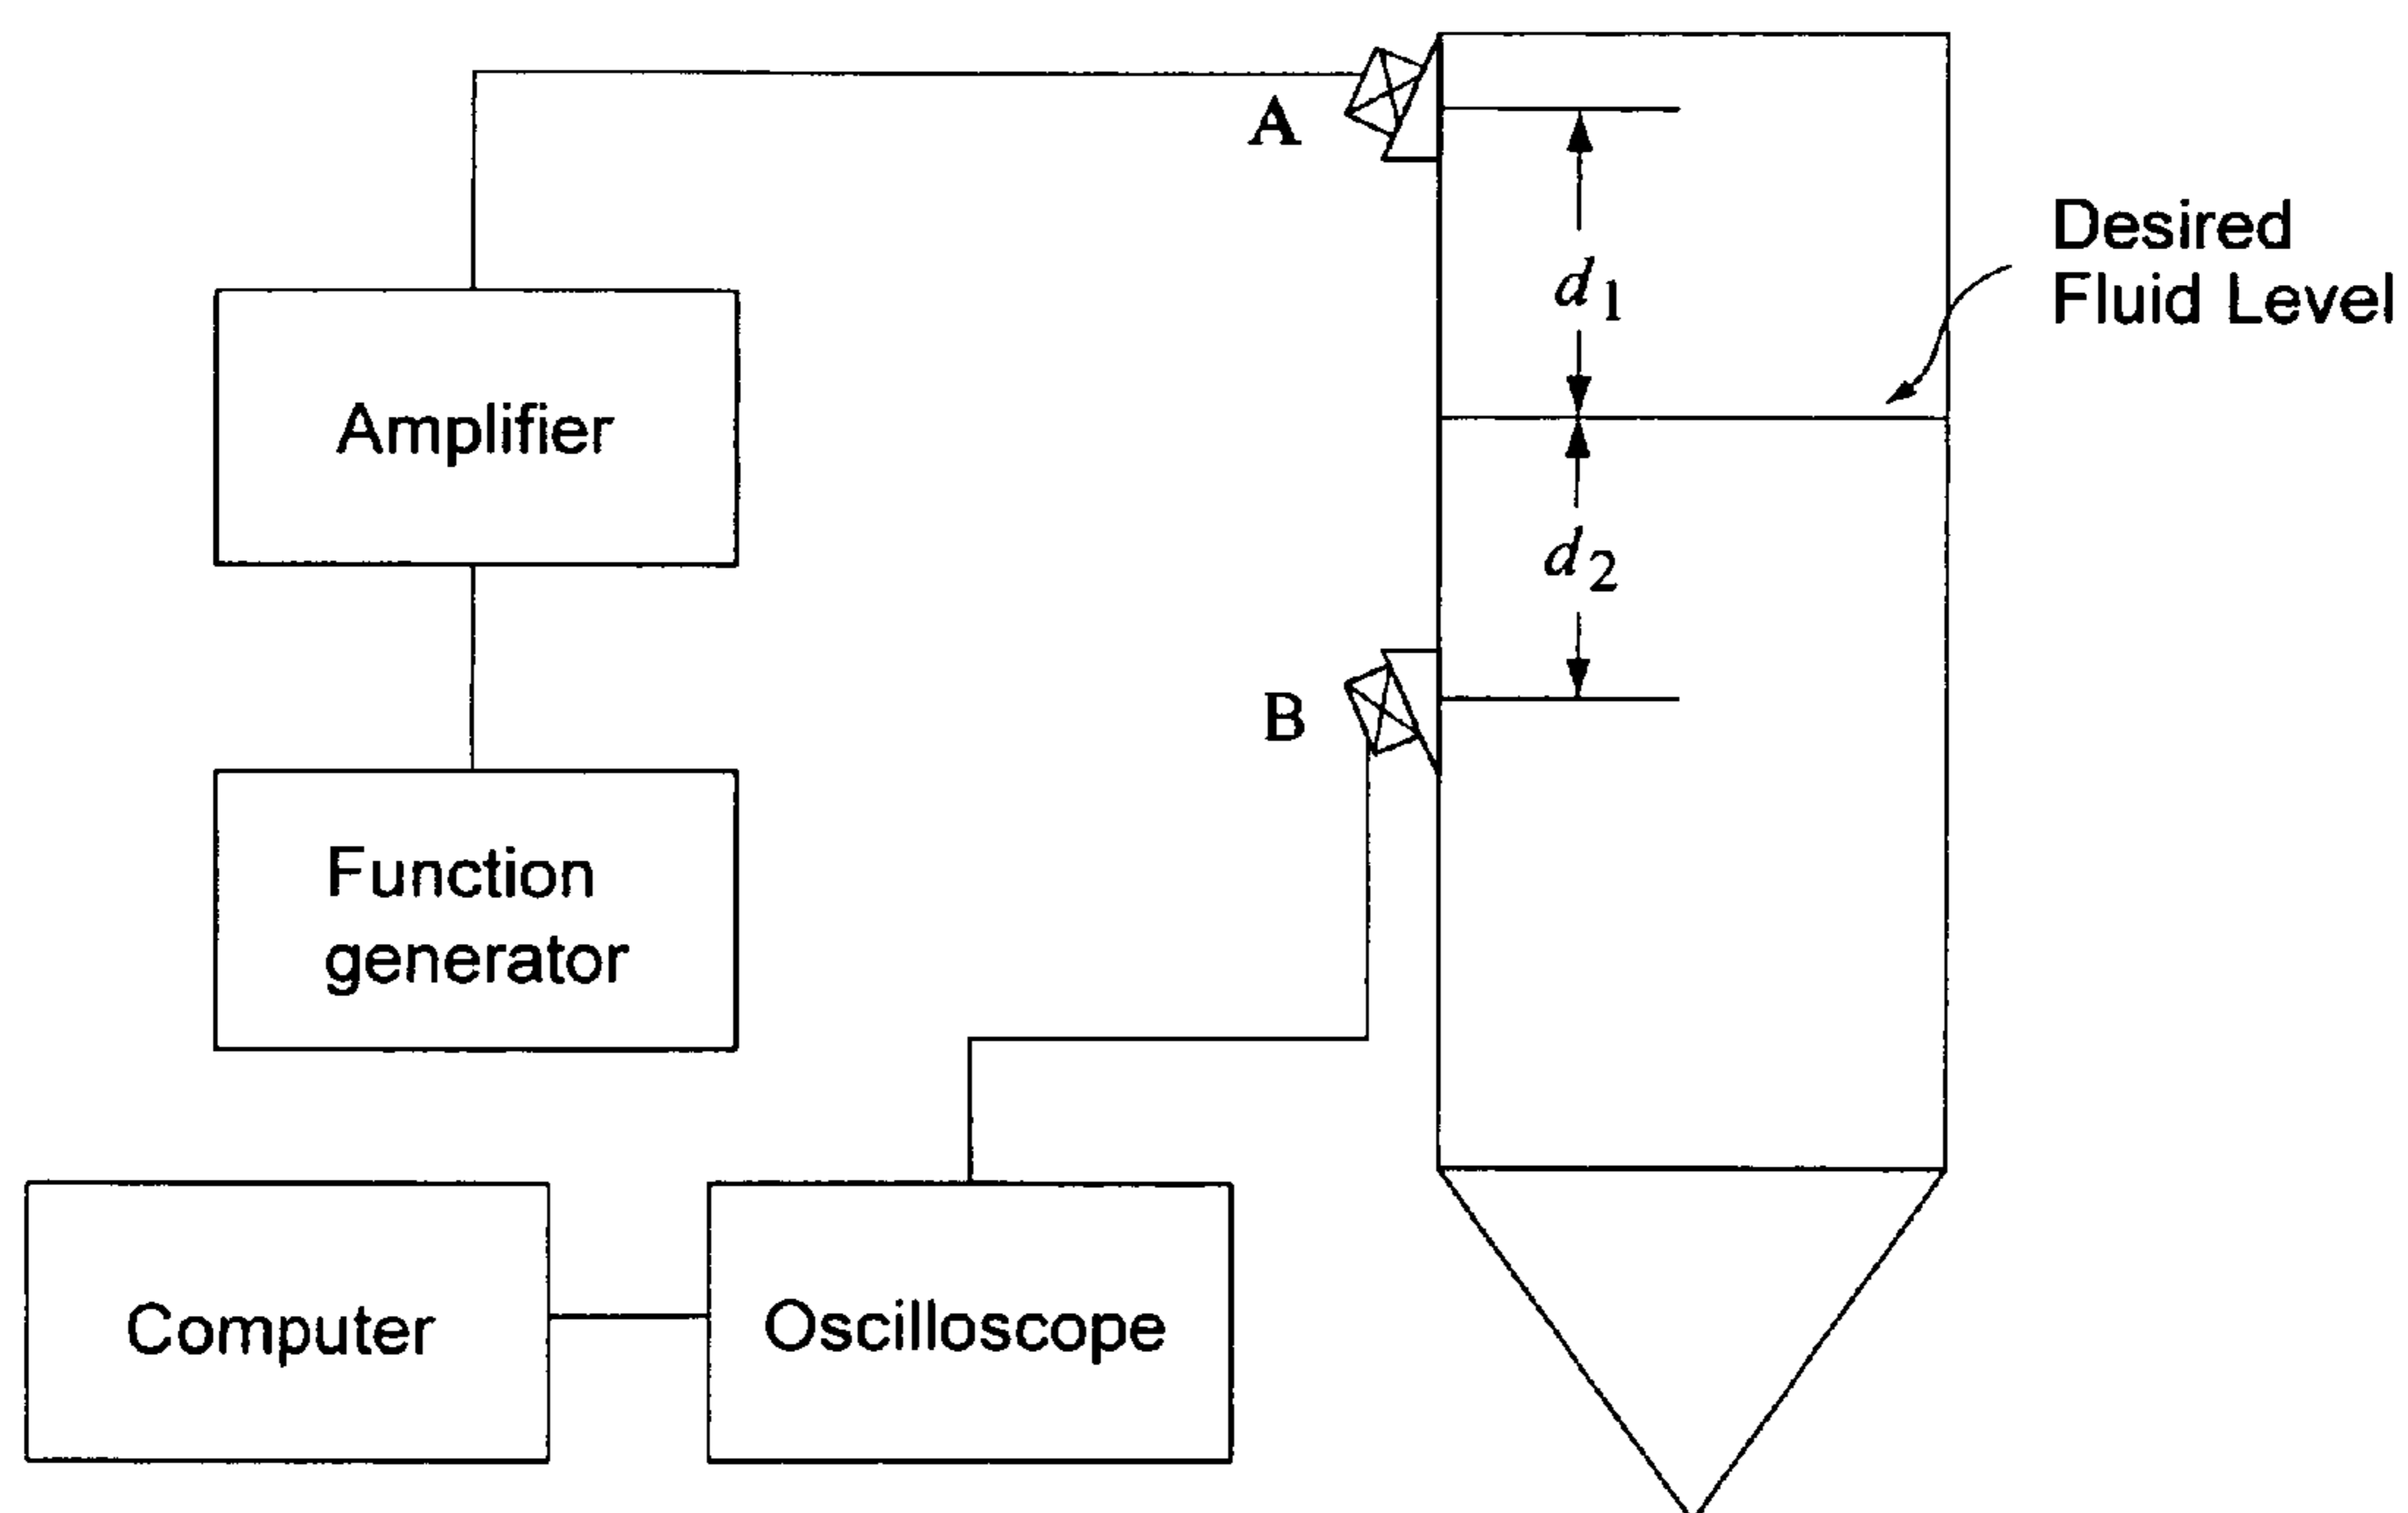 A
Desired
Fluid Level
d1
Amplifier
d2
B
Function
generator
Computer
Oscilloscope